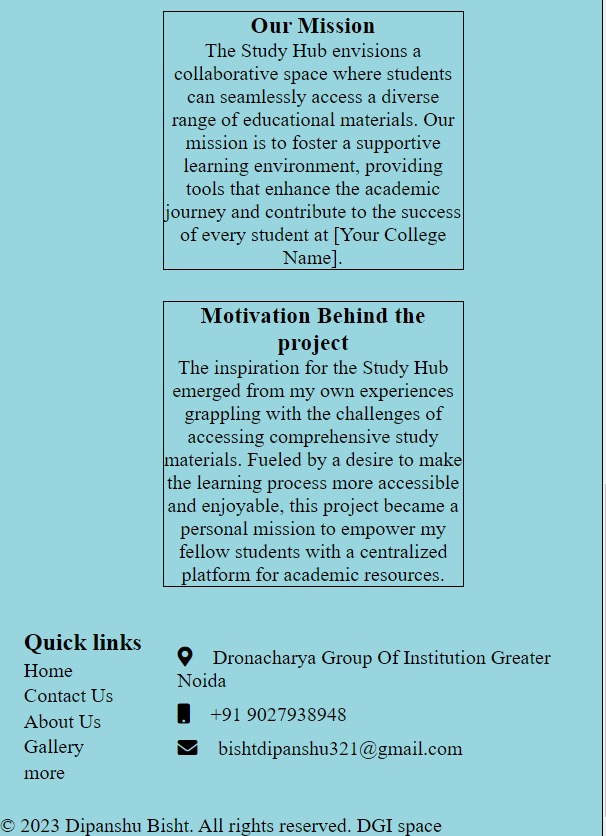 Our Mission
The Study Hub envisions a
collaborative space where students
can seamlessly access a diverse
range of educational materials. Our
mission is to foster a supportive
learning environment, providing
tools that enhance the academic
journey and contribute to the success
of every student at [Your College
Name].
Motivation Behind the
project
The inspiration for the Study Hub
emerged from my own experiences
grappling with the challenges of
accessing comprehensive study
materials. Fueled by a desire to make
the learning process more accessible
and enjoyable, this project became a
personal mission to empower my
fellow students with a centralized
platform for academic resources.
Quick links
Home
Contact Us
About Us
Gallery
more
Dronacharya Group Of Institution Greater
Noida
+91 9027938948
bishtdipanshu321@gmail.com
© 2023 Dipanshu Bisht. All rights reserved. DGI space